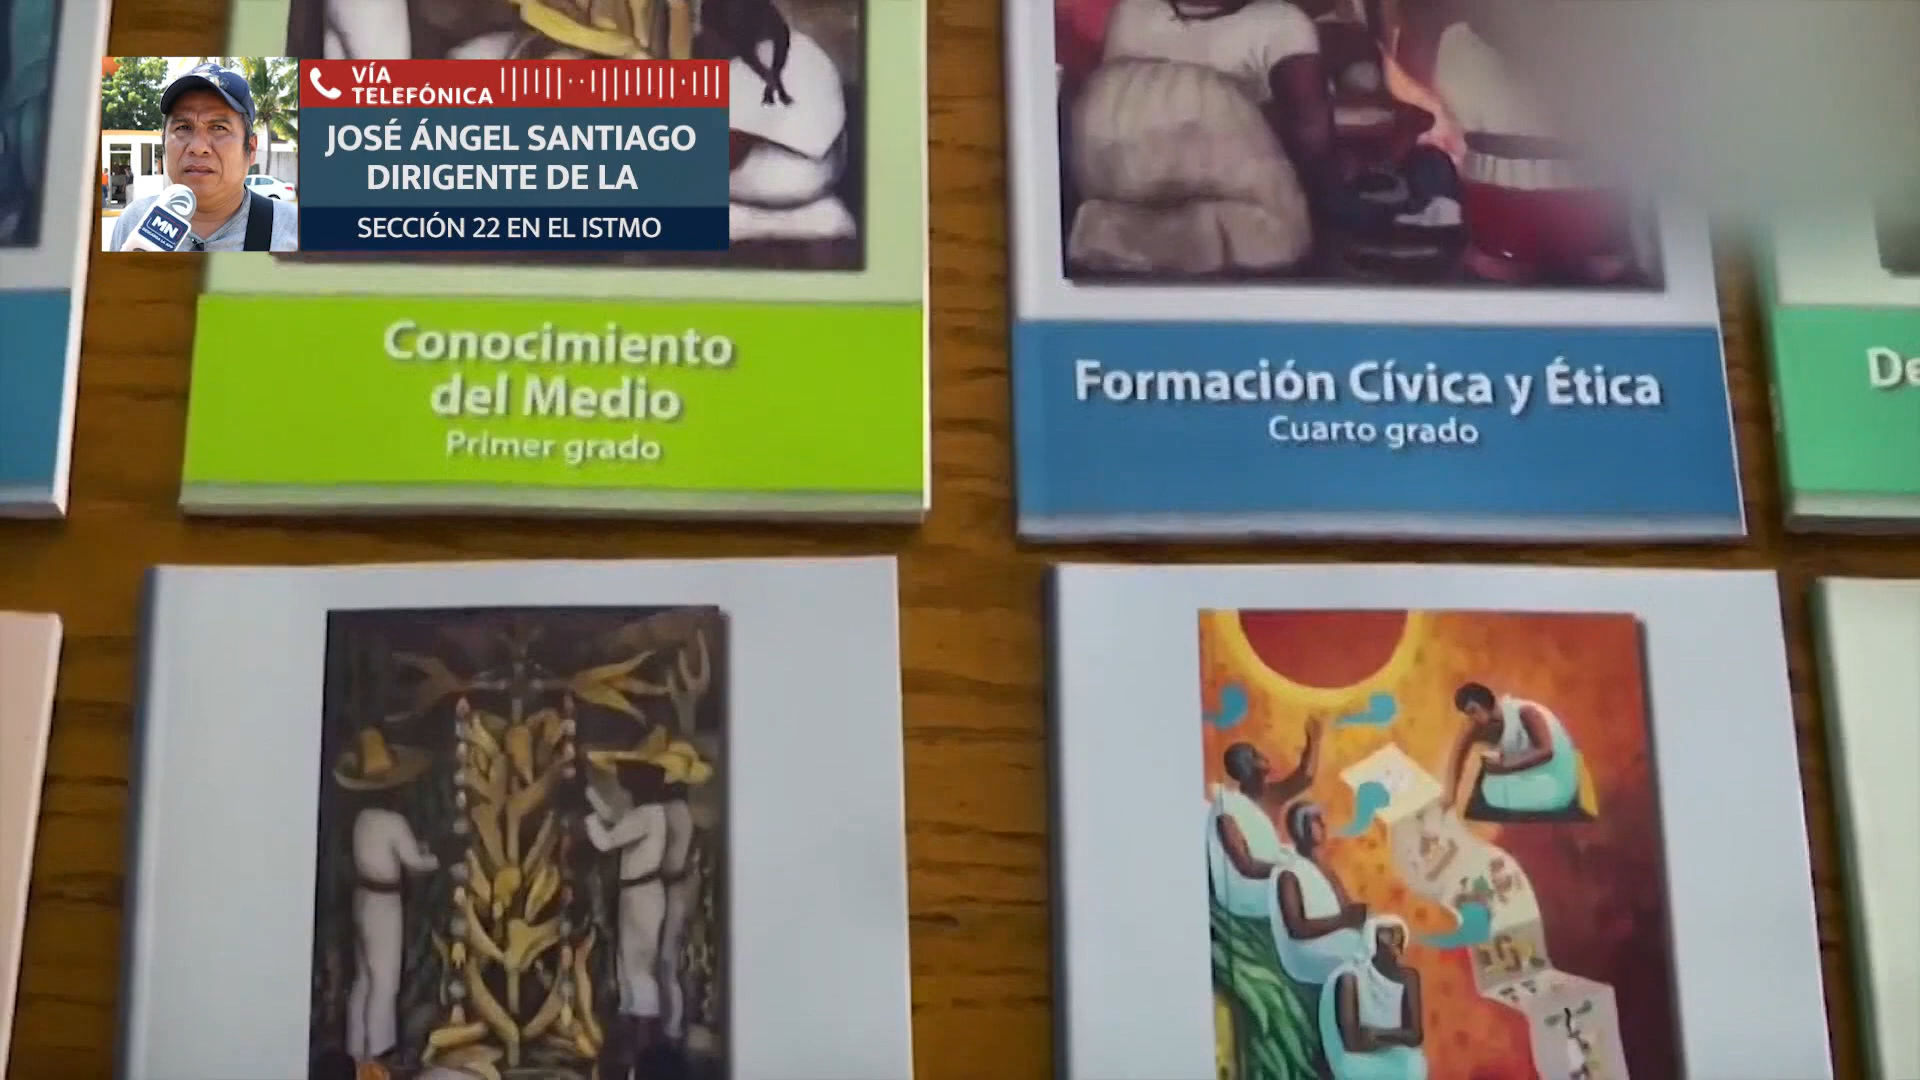 VÍA
TELEFÓNICA
JOSÉ ÁNGEL SANTIAGO
DIRIGENTE DE LA
SECCIÓN 22 EN EL ISTMO
MN
Conocimiento
del Medio
Primer grado
Formación Cívica y Ética
Cuarto grado
De